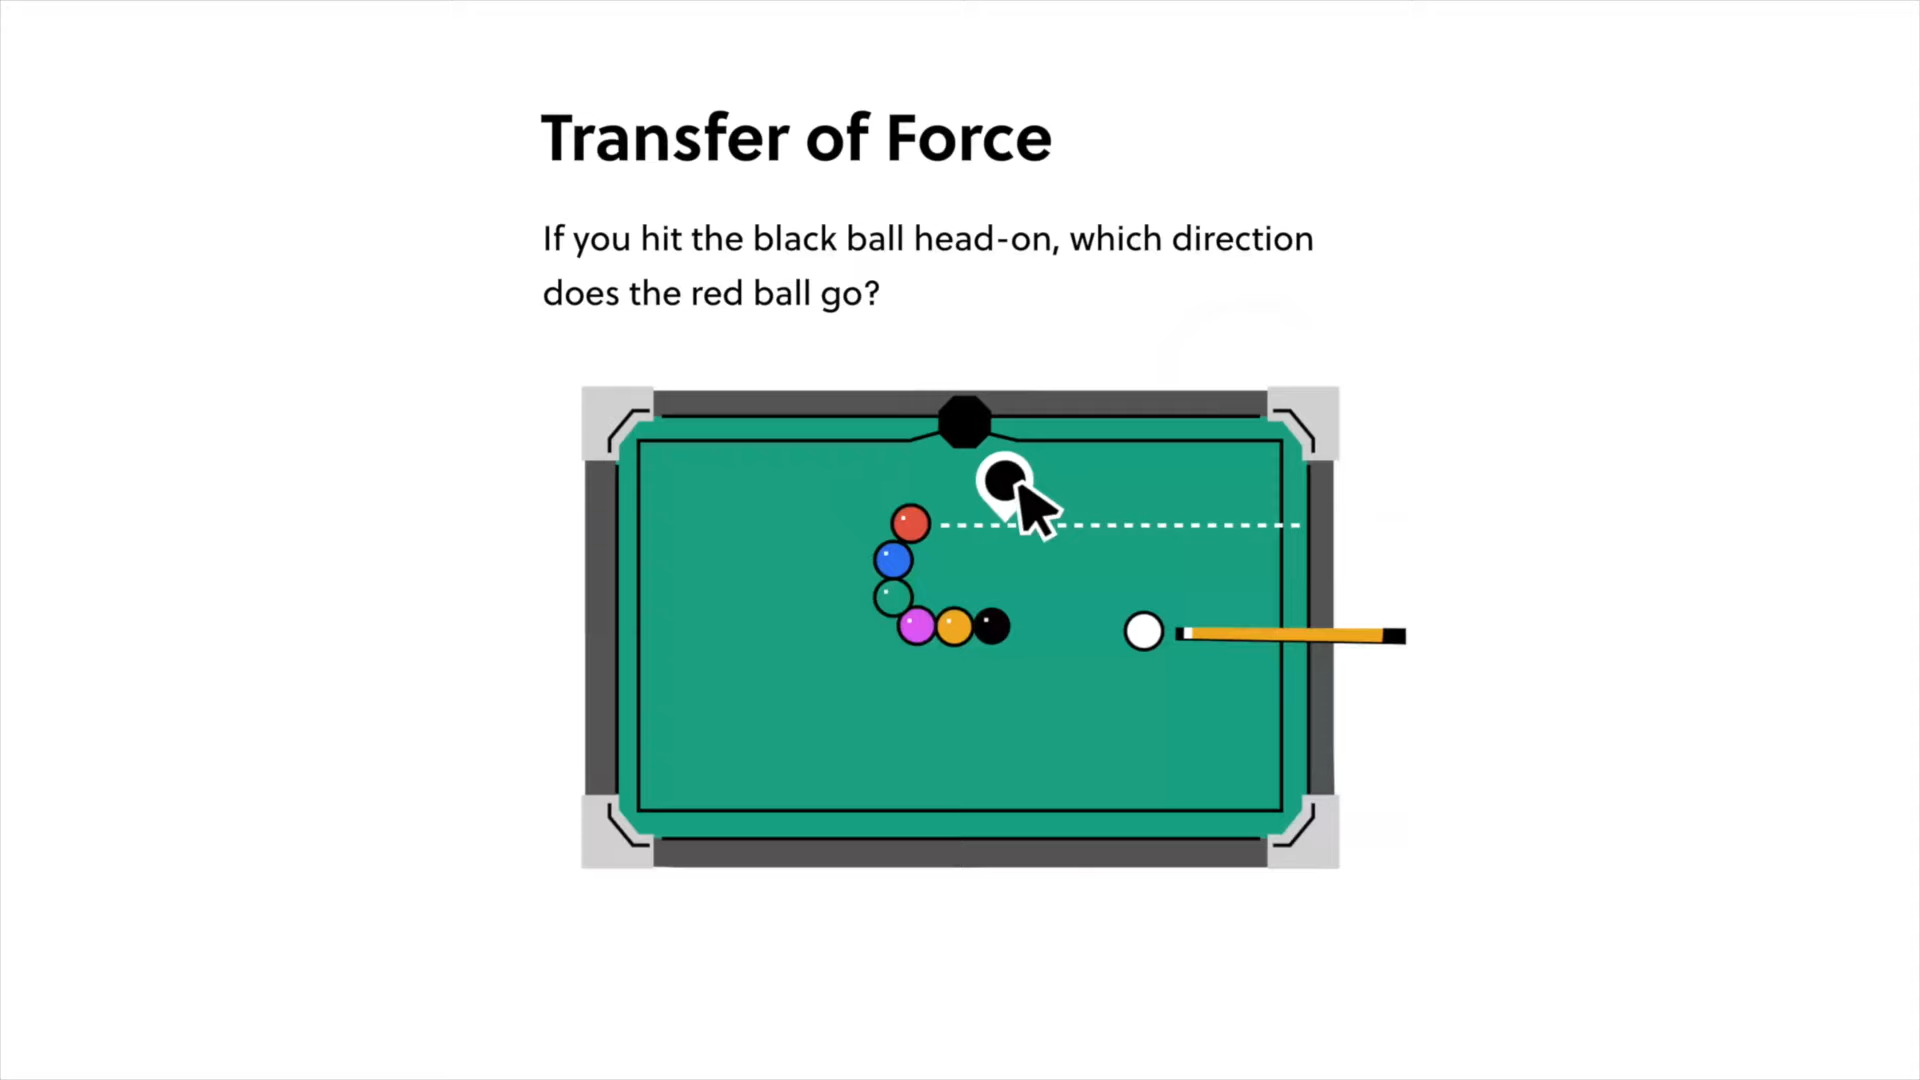 Transfer of Force
If you hit the black ball head-on, which direction
does the red ball go?